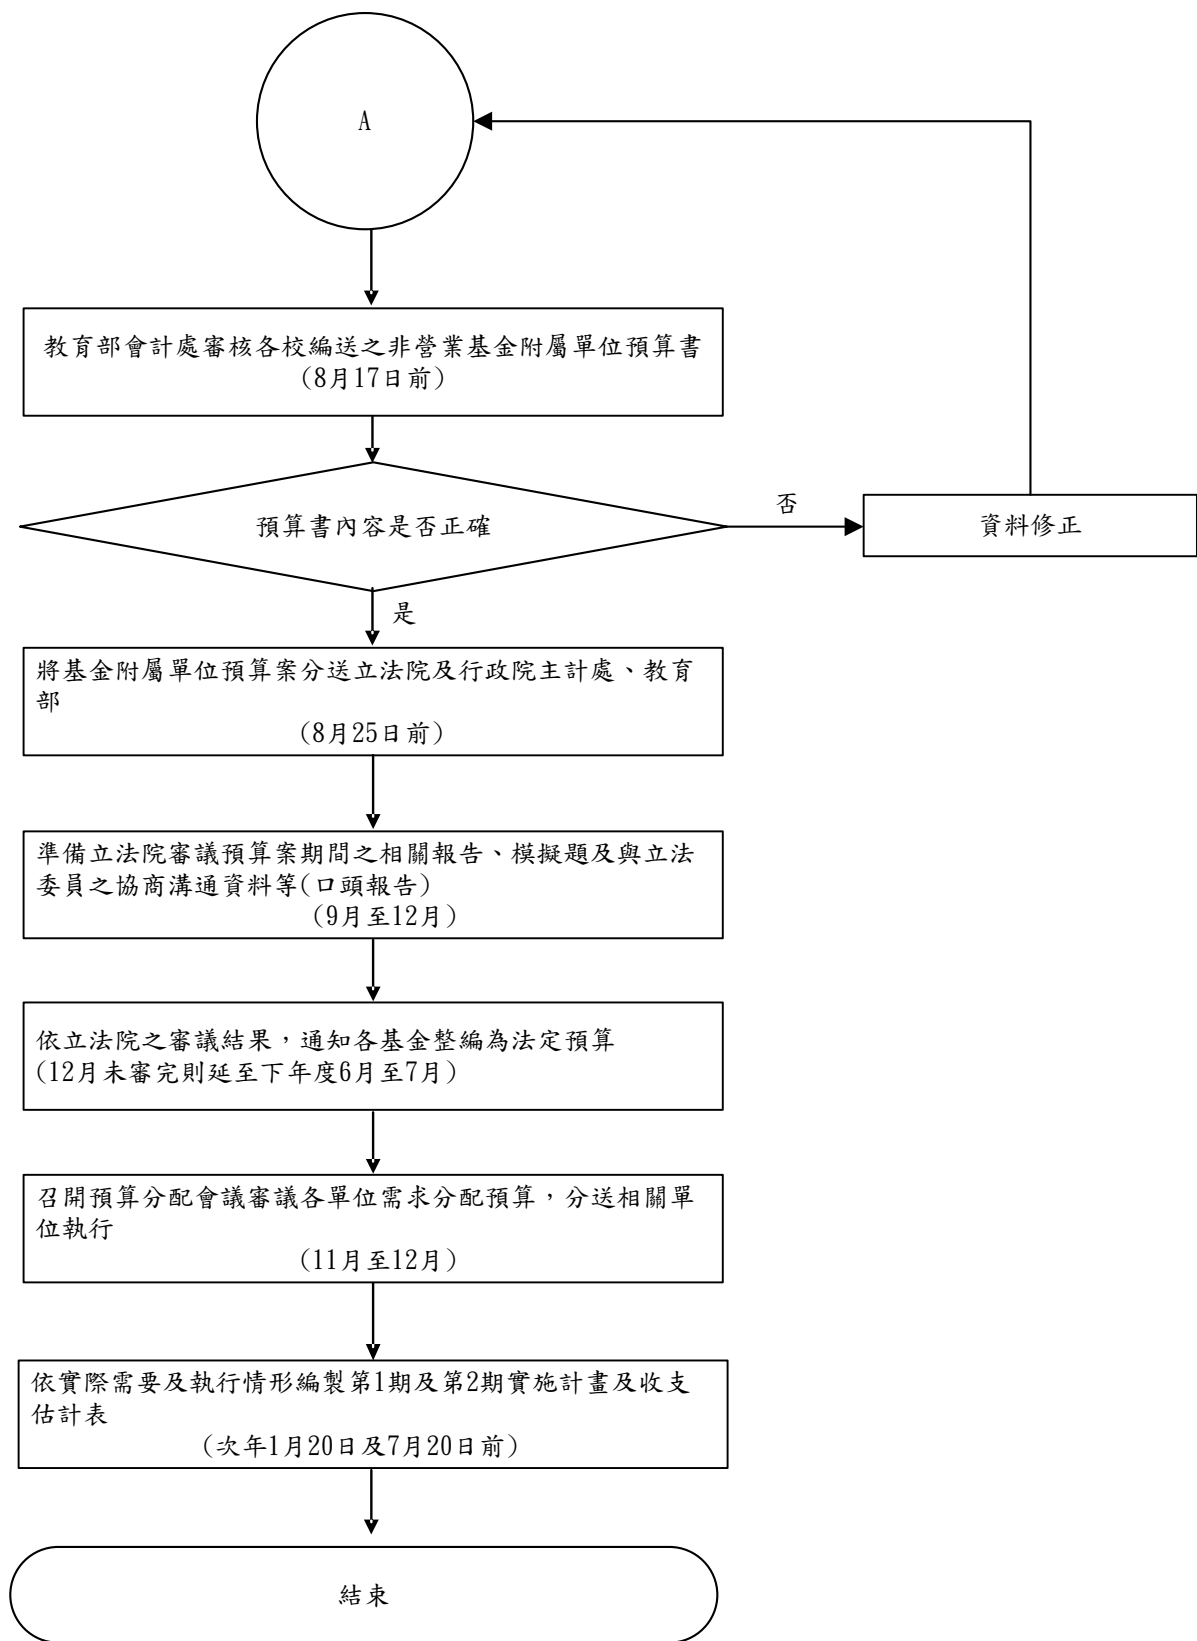 A
教育部會計處審核各校編送之非營業基金附屬單位預算書
(8月17日前)
預算書內容是否正確
否
資料修正
是
將基金附屬單位預算案分送立法院及行政院主計處、教育
部
(8月25日前)
準備立法院審議預算案期間之相關報告、模擬題及與立法
委員之協商溝通資料等(口頭報告)
(9月至12月)
依立法院之審議結果，通知各基金整編為法定預算
(12月未審完則延至下年度6月至7月)
召開預算分配會議審議各單位需求分配預算，分送相關單
位執行
(11月至12月)
依實際需要及執行情形編製第1期及第2期實施計畫及收支
估計表
(次年1月20日及7月20日前)
結束